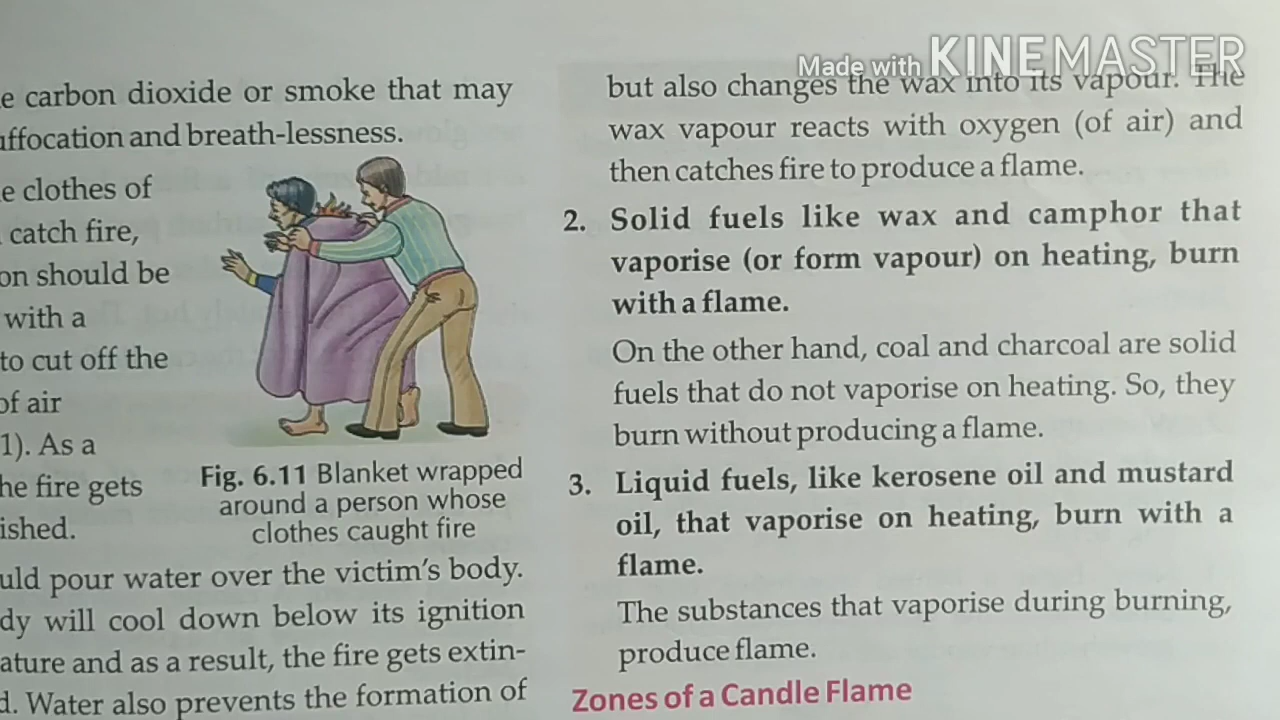 Made with KINEMASTER
e carbon dioxide or smoke that may
uffocation and breath-lessness.
e clothes of
catch fire,
on should be
with a
to cut off the
of air
1). As a
he fire gets
ished.
Fig. 6.11 Blanket wrapped
around a person whose
clothes caught fire
uld pour water over the victim's body.
dy will cool down below its ignition
ature and as a result, the fire gets extin-
d. Water also prevents the formation of
but also changes the wax into its vapour. The
wax vapour reacts with oxygen (of air) and
then catches fire to produce a flame.
2. Solid fuels like wax and camphor that
vaporise (or form vapour) on heating, burn
with a flame.
On the other hand, coal and charcoal are solid
fuels that do not vaporise on heating. So, they
burn without producing a flame.
3. Liquid fuels, like kerosene oil and mustard
oil, that vaporise on heating, burn with a
flame.
The substances that vaporise during burning,
produce flame.
Zones of a Candle Flame